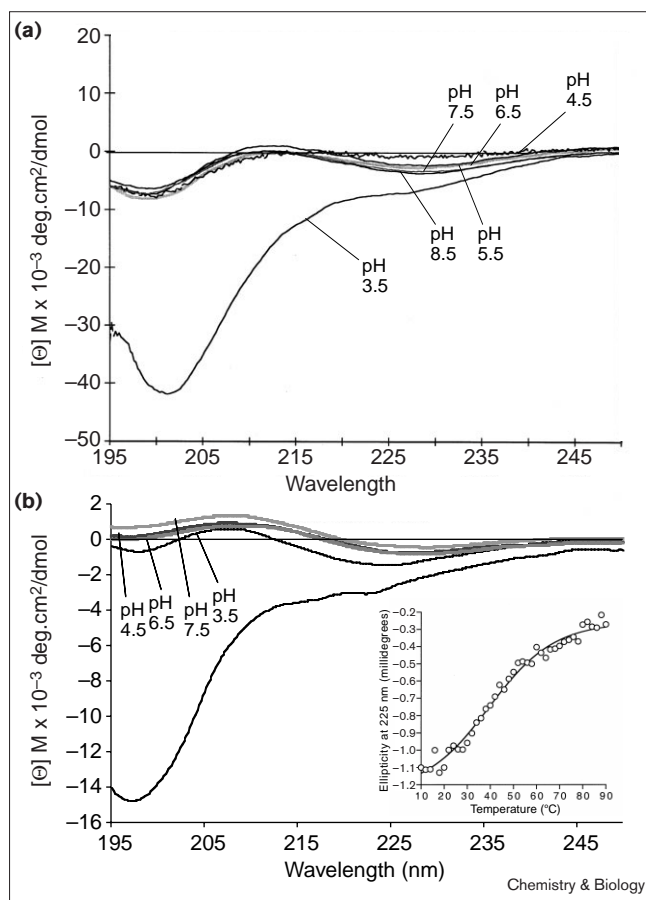 (a)
[Θ] M x 10⁻³ deg.cm²/dmol
20
10
0
–10
–20
–30
–40
–50
pH
7.5
pH
6.5
pH
4.5
pH
8.5
pH
5.5
pH
3.5
195
205
215
225
235
245
Wavelength
(b)
[Θ] M x 10⁻³ deg.cm²/dmol
2
0
–2
–4
–6
–8
–10
–12
–14
–16
pH
4.5
pH
6.5
pH
7.5
pH
3.5
Ellipticity at 225 nm (millidegrees)
–0.2
–0.3
–0.4
–0.5
–0.6
–0.7
–0.8
–0.9
–1.0
–1.1
–1.2
10 20 30 40 50 60 70 80 90
Temperature (°C)
195
205
215
225
235
245
Wavelength (nm)
Chemistry & Biology